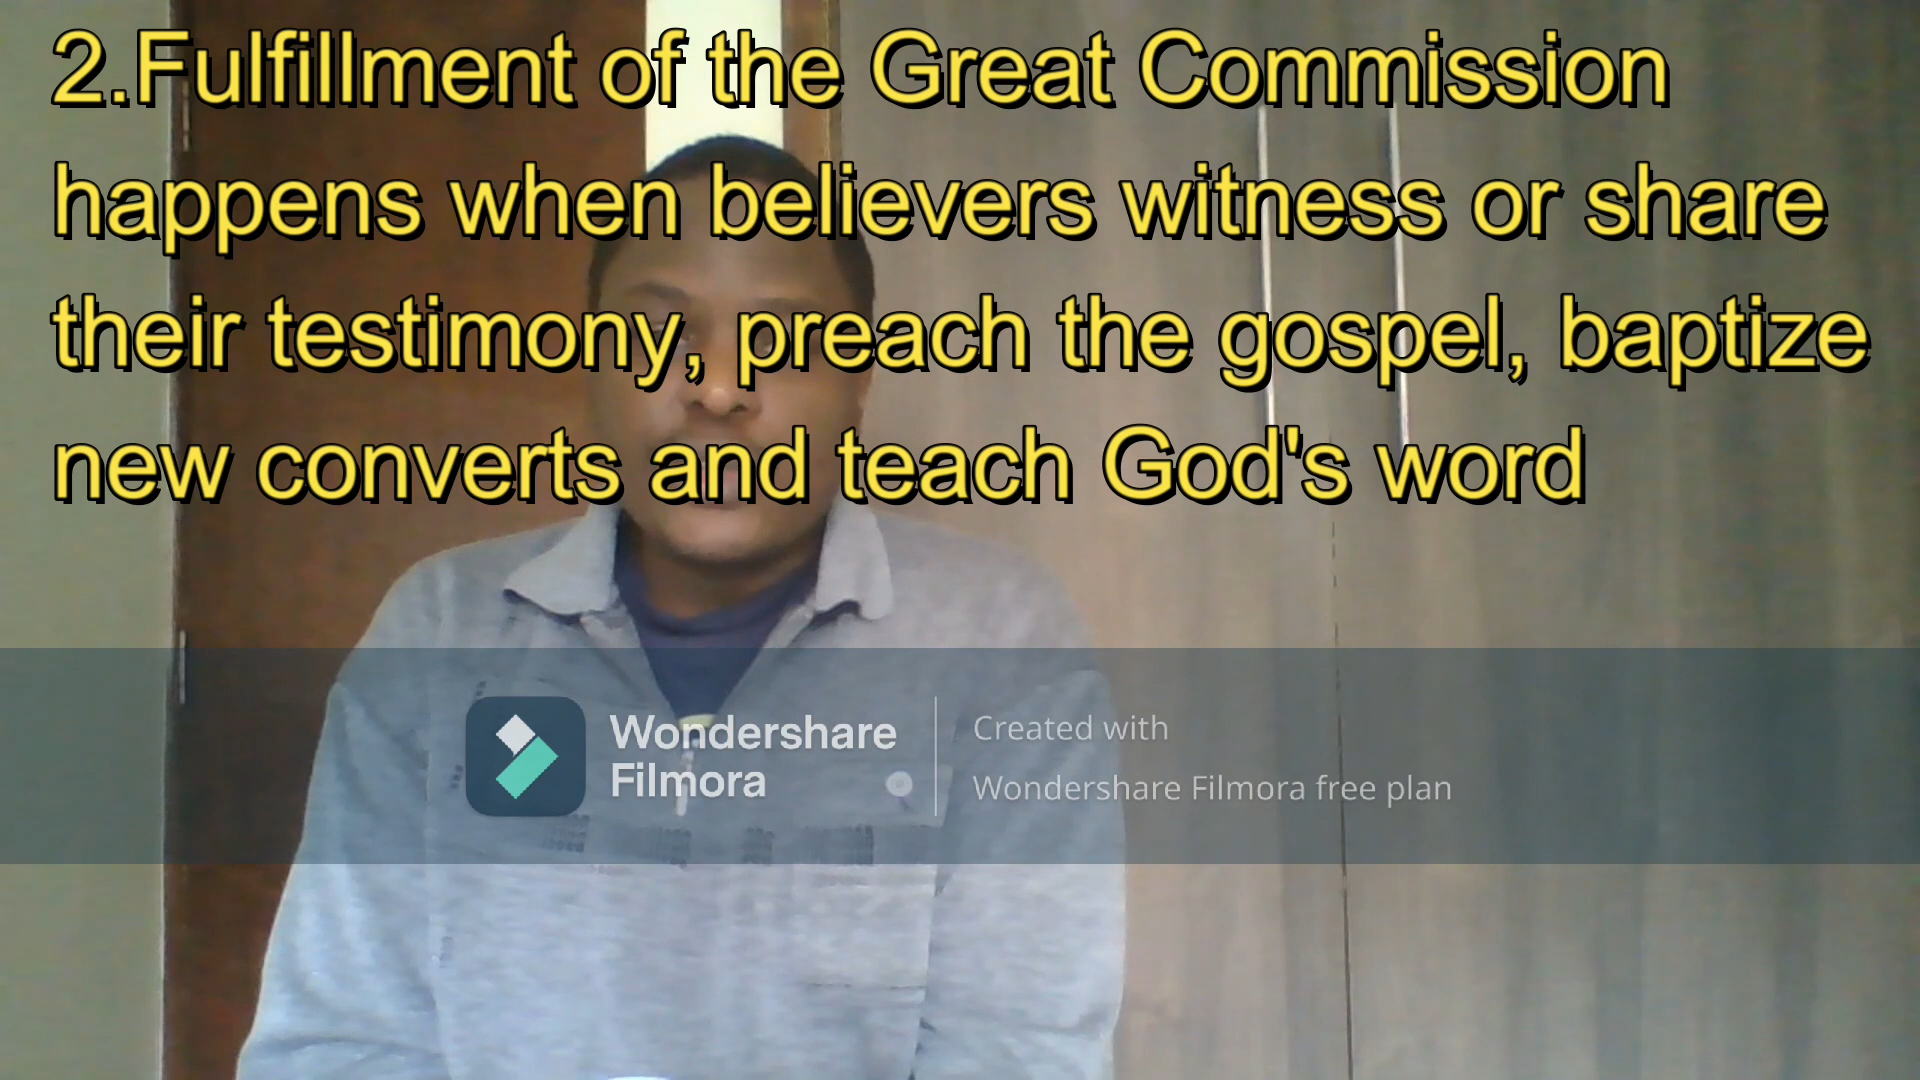 2.Fulfillment of the Great Commission
happens when believers witness or share
their testimony, preach the gospel, baptize
new converts and teach God's word
Wondershare
Filmora
Created with
Wondershare Filmora free plan